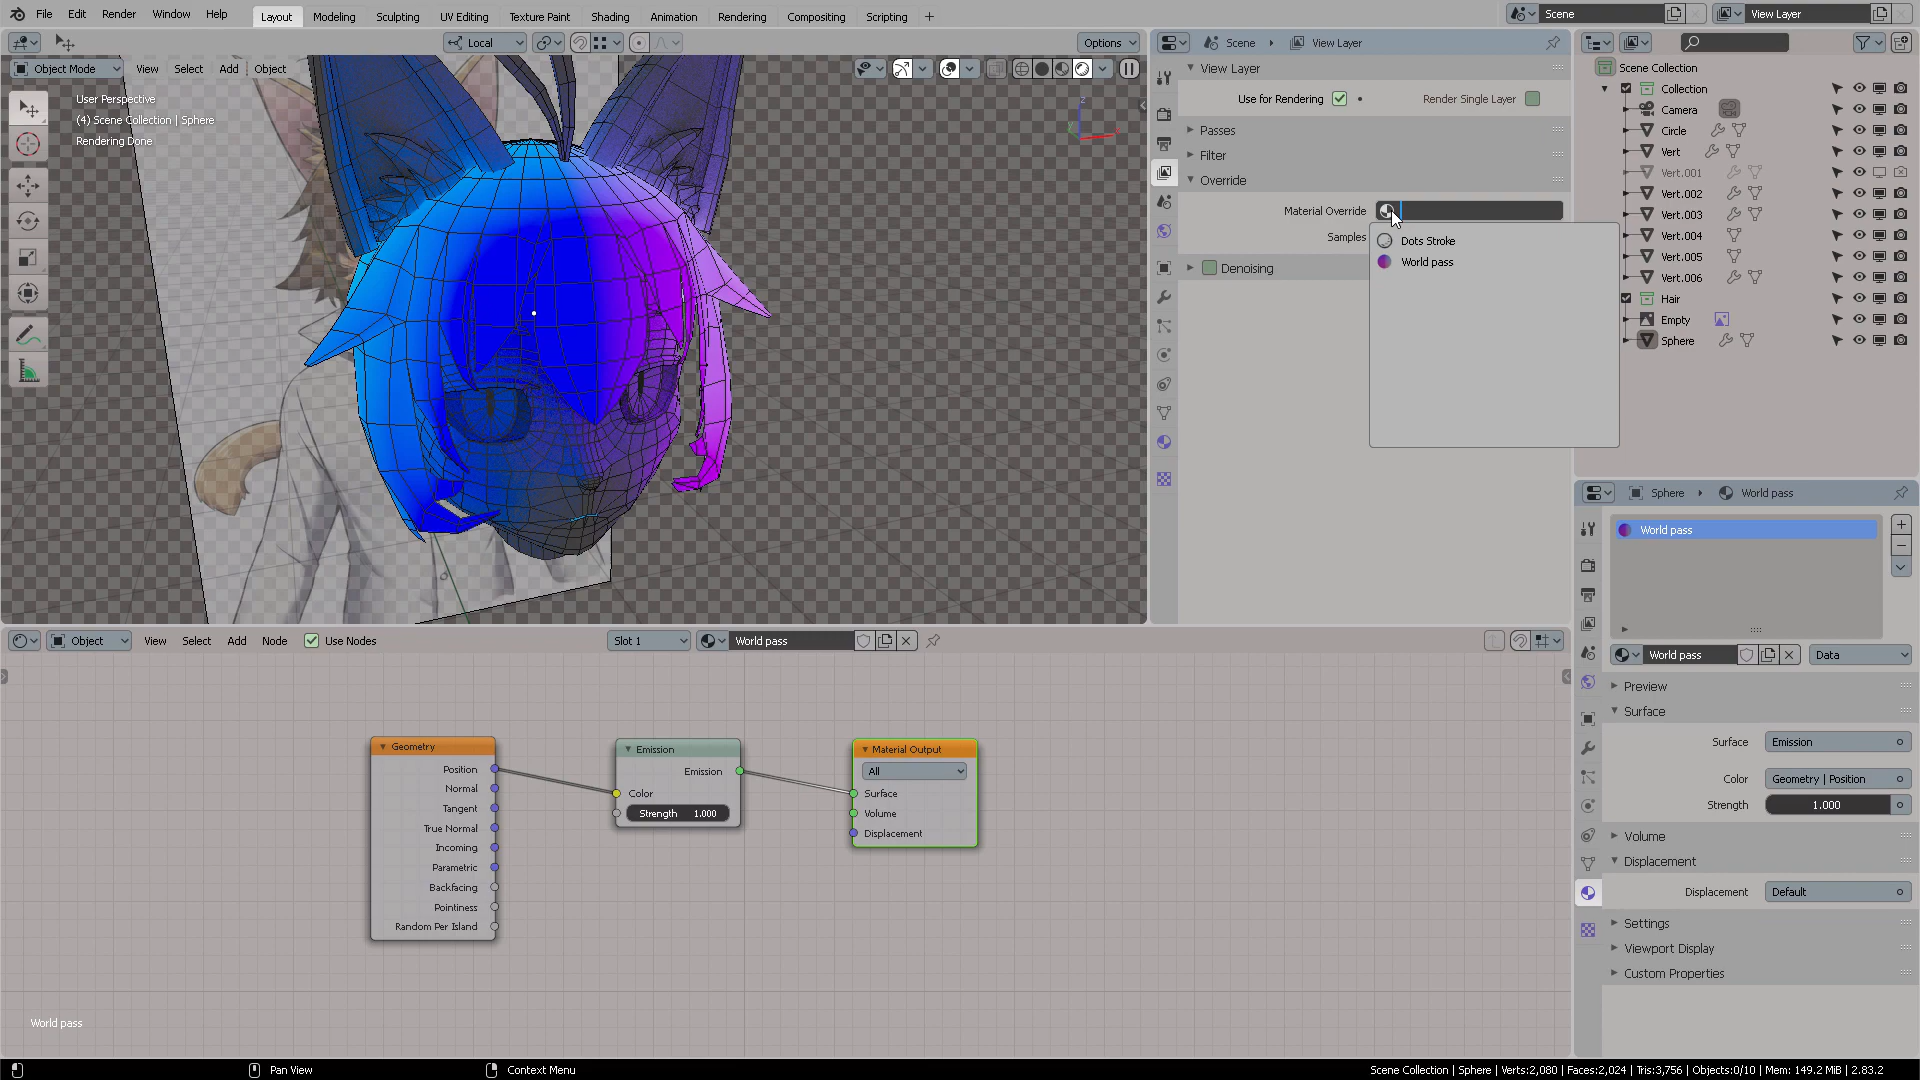 File Edit Render Window Help Layout Modeling Sculpting UV Editing Texture Paint Shading Animation Rendering Compositing Scripting + Scene View Layer
Local Options
Object Mode View Select Add Object
User Perspective
(4) Scene Collection | Sphere
Rendering Done
Scene View Layer
View Layer
Use for Rendering Render Single Layer
Passes
Filter
Override
Material Override
Samples
Denoising
Dots Stroke
World pass
Scene Collection
Collection
Camera
Circle
Vert
Vert.001
Vert.002
Vert.003
Vert.004
Vert.005
Vert.006
Hair
Empty
Sphere
Object View Select Add Node Use Nodes Slot 1 World pass
Geometry
Position
Normal
Tangent
True Normal
Incoming
Parametric
Backfacing
Pointiness
Random Per Island
Emission
Emission
Color
Strength 1.000
Material Output
All
Surface
Volume
Displacement
World pass
Sphere World pass
World pass
World pass Data
Preview
Surface
Surface Emission
Color Geometry | Position
Strength 1.000
Volume
Displacement
Displacement Default
Settings
Viewport Display
Custom Properties
Pan View Context Menu Scene Collection | Sphere | Verts:2,080 | Faces:2,024 | Tris:3,756 | Objects:0/10 | Mem: 149.2 MiB | 2.83.2